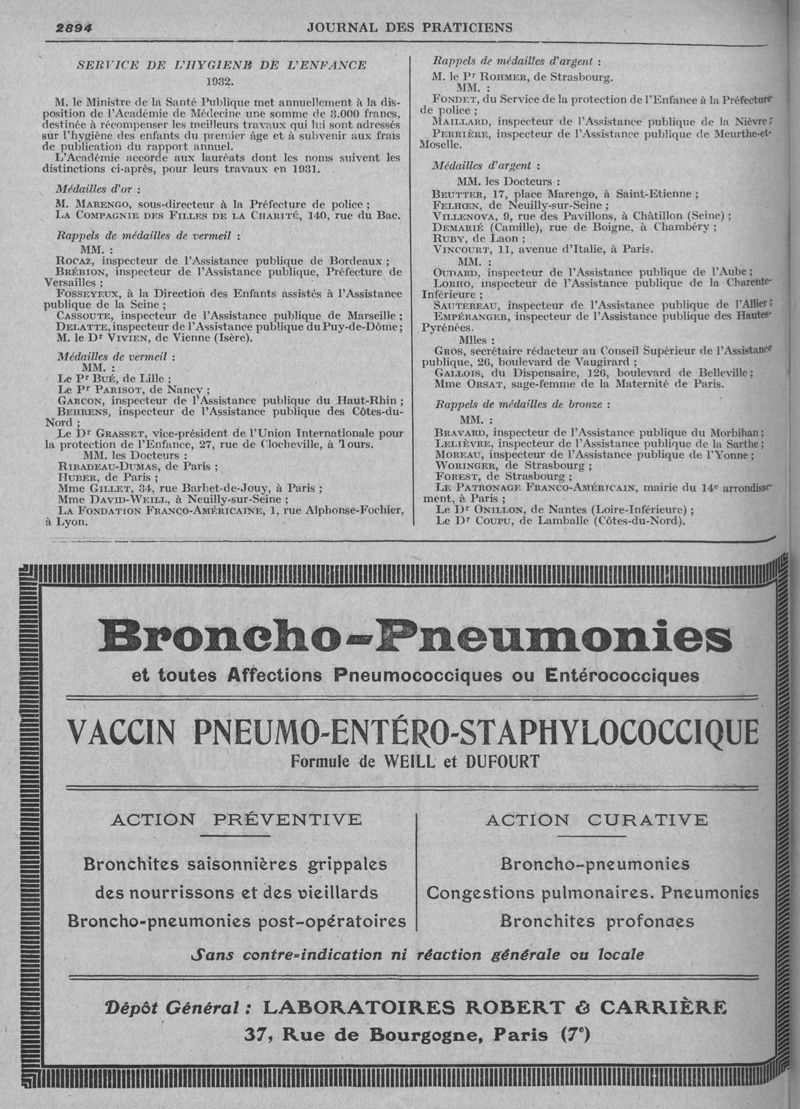 2894
JOURNAL DES PRATICIENS
SERVICE DE L'HYGIENE DE L'ENFANCE
1932.
M. le Ministre de la Santé Publique met annuellement à la dis-
position de l'Académie de Médecine une somme de 3.000 francs,
destinée à récompenser les meilleurs travaux qui lui sont adressés
sur l'hygiène des enfants du premier âge et à subvenir aux frais
de publication du rapport annuel.
L'Académie accorde aux lauréats dont les noms suivent les
distinctions ci-après, pour leurs travaux en 1931.
Médailles d'or :
M. MARENGO, sous-directeur à la Préfecture de police ;
LA COMPAGNIE DES FILLES DE LA CHARITÉ, 140, rue du Bac.
Rappels de médailles de vermeil :
MM. :
ROCAZ, inspecteur de l'Assistance publique de Bordeaux ;
BRÉBION, inspecteur de l'Assistance publique, Préfecture de
Versailles ;
FOSSEYEUX, à la Direction des Enfants assistés à l'Assistance
publique de la Seine ;
CASSOUTE, inspecteur de l'Assistance publique de Marseille ;
DELATTE, inspecteur de l'Assistance publique du Puy-de-Dôme ;
M. le Dr VIVIEN, de Vienne (Isère).
Médailles de vermeil :
MM. :
Le Pr BUÉ, de Lille ;
Le Pr PARISOT, de Nancy ;
GARCON, inspecteur de l'Assistance publique du Haut-Rhin ;
BEHRENS, inspecteur de l'Assistance publique des Côtes-du-
Nord ;
Le Dr GRASSET, vice-président de l'Union Internationale pour
la protection de l'Enfance, 27, rue de Clocheville, à Tours.
MM. les Docteurs :
RIBADEAU-DUMAS, de Paris ;
HUBER, de Paris ;
Mme GILLET, 34, rue Barbet-de-Jouy, à Paris ;
Mme DAVID-WEILL, à Neuilly-sur-Seine ;
LA FONDATION FRANCO-AMÉRICAINE, 1, rue Alphonse-Fochier,
à Lyon.
Rappels de médailles d'argent :
M. le Pr ROHMER, de Strasbourg.
MM. :
FONDET, du Service de la protection de l'Enfance à la Préfecture
de police ;
MAILLARD, inspecteur de l'Assistance publique de la Nièvre ;
PERRIÈRE, inspecteur de l'Assistance publique de Meurthe-et-
Moselle.
Médailles d'argent :
MM. les Docteurs :
BEUTTER, 17, place Marengo, à Saint-Etienne ;
FELHŒN, de Neuilly-sur-Seine ;
VILLENOVA, 9, rue des Pavillons, à Châtillon (Seine) ;
DEMARIÉ (Camille), rue de Boigne, à Chambéry ;
RUBY, de Laon ;
VINCOURT, 11, avenue d'Italie, à Paris.
MM. :
OUDARD, inspecteur de l'Assistance publique de l'Aube ;
LORHO, inspecteur de l'Assistance publique de la Charente-
Inférieure ;
SAUTEREAU, inspecteur de l'Assistance publique de l'Allier ;
EMPÉRANGER, inspecteur de l'Assistance publique des Hautes-
Pyrénées.
Mlles :
GROS, secrétaire rédacteur au Conseil Supérieur de l'Assistance
publique, 26, boulevard de Vaugirard ;
GALLOIS, du Dispensaire, 126, boulevard de Belleville ;
Mme ORSAT, sage-femme de la Maternité de Paris.
Rappels de médailles de bronze :
MM. :
BRAVARD, inspecteur de l'Assistance publique du Morbihan ;
LELIÈVRE, inspecteur de l'Assistance publique de la Sarthe ;
MOREAU, inspecteur de l'Assistance publique de l'Yonne ;
WORINGER, de Strasbourg ;
FOREST, de Strasbourg ;
LE PATRONAGE FRANCO-AMÉRICAIN, mairie du 14e arrondisse-
ment, à Paris ;
Le Dr ONILLON, de Nantes (Loire-Inférieure) ;
Le Dr COUPU, de Lamballe (Côtes-du-Nord).
Broncho-Pneumonies
et toutes Affections Pneumococciques ou Entérococciques
VACCIN PNEUMO-ENTÉRO-STAPHYLOCOCCIQUE
Formule de WEILL et DUFOURT
ACTION PRÉVENTIVE
Bronchites saisonnières grippales
des nourrissons et des vieillards
Broncho-pneumonies post-opératoires
ACTION CURATIVE
Broncho-pneumonies
Congestions pulmonaires. Pneumonies
Bronchites profondes
Sans contre-indication ni réaction générale ou locale
Dépôt Général : LABORATOIRES ROBERT & CARRIÈRE
37, Rue de Bourgogne, Paris (7e)